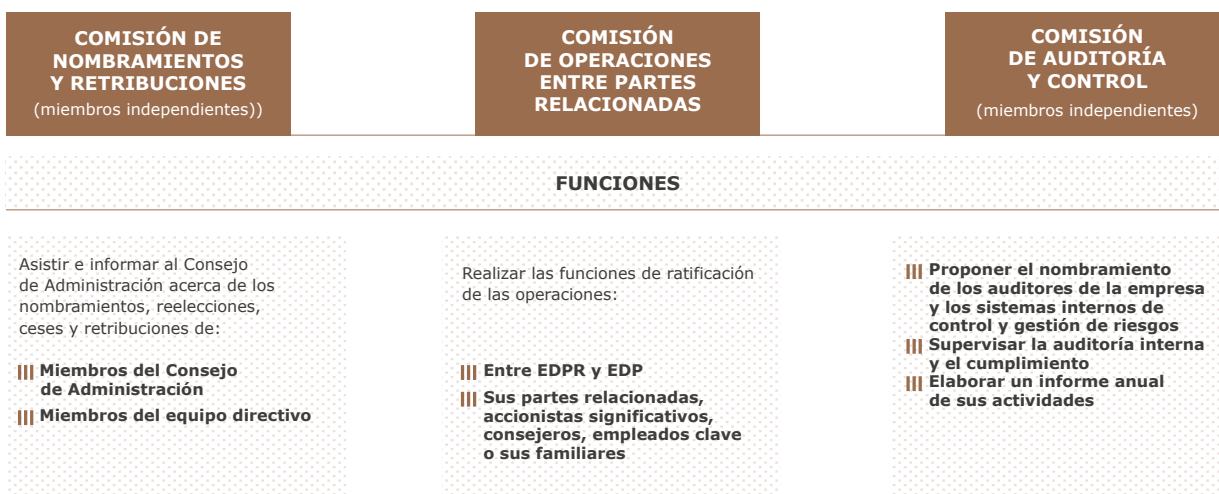 COMISIÓN DE
NOMBRAMIENTOS
Y RETRIBUCIONES
(miembros independientes))
COMISIÓN
DE OPERACIONES
ENTRE PARTES
RELACIONADAS
COMISIÓN
DE AUDITORÍA
Y CONTROL
(miembros independientes)
FUNCIONES
Asistir e informar al Consejo
de Administración acerca de los
nombramientos, reelecciones,
ceses y retribuciones de:
Miembros del Consejo
de Administración
Miembros del equipo directivo
Realizar las funciones de ratificación
de las operaciones:
Entre EDPR y EDP
Sus partes relacionadas,
accionistas significativos,
consejeros, empleados clave
o sus familiares
Proponer el nombramiento
de los auditores de la empresa
y los sistemas internos de
control y gestión de riesgos
Supervisar la auditoría interna
y el cumplimiento
Elaborar un informe anual
de sus actividades